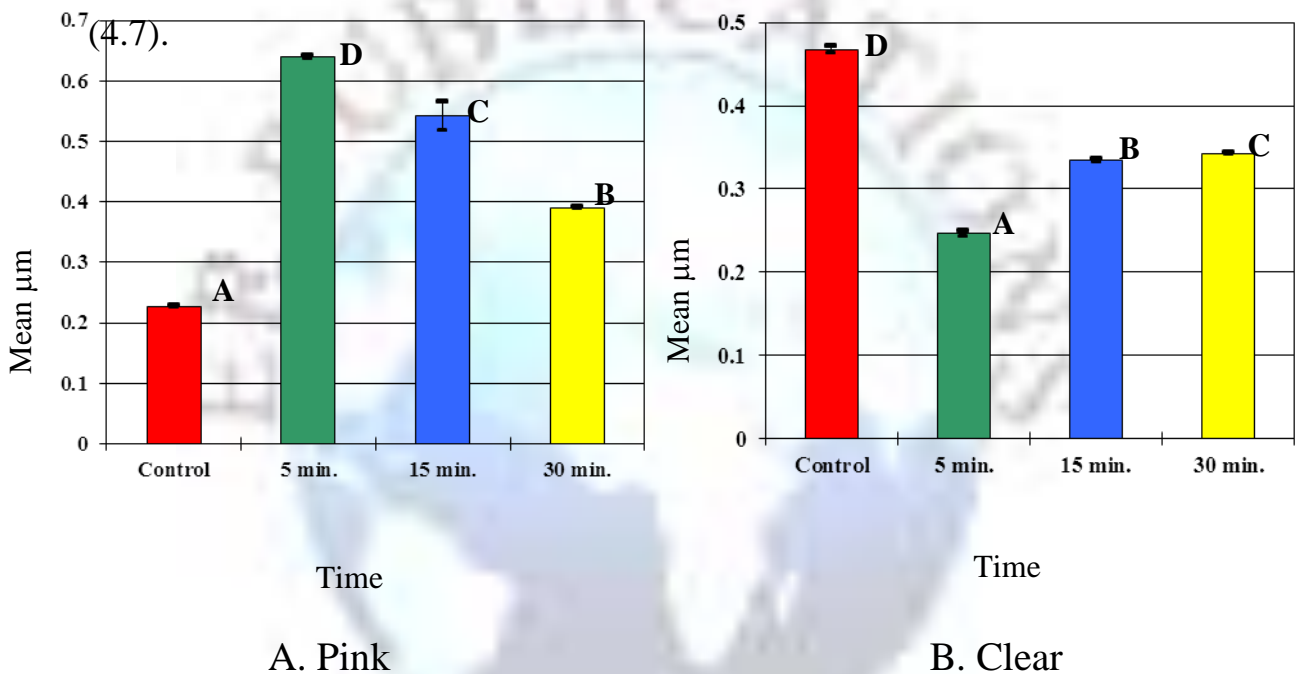 (4.7).
0.7
0.6
0.5
0.4
0.3
0.2
0.1
0
Mean µm
A
D
C
B
Control 5 min. 15 min. 30 min.
Time
A. Pink
0.5
0.4
0.3
0.2
0.1
0
Mean µm
D
A
B
C
Control 5 min. 15 min. 30 min.
Time
B. Clear